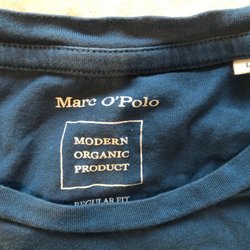 Marc O'Polo
MODERN
ORGANIC
PRODUCT
REGULAR FIT